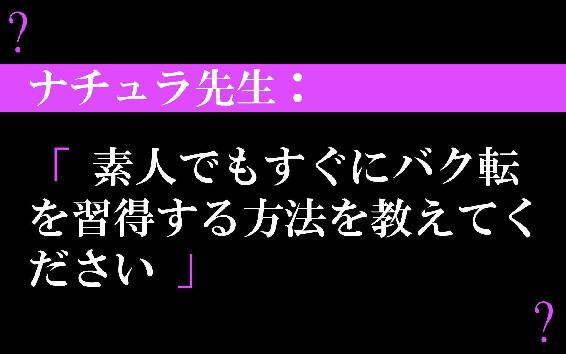 ?
ナチュラ先生：
「 素人でもすぐにバク転
を習得する方法を教えてく
ださい 」
?